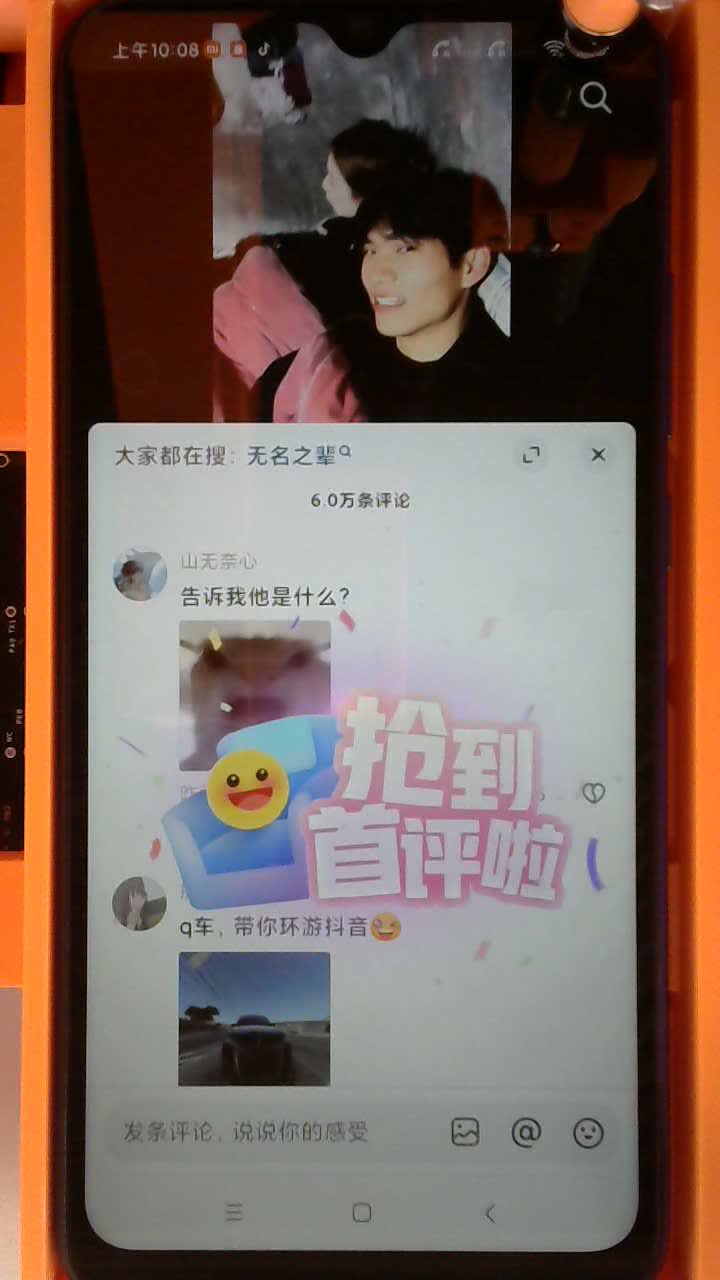 上午10:08
大家都在搜：无名之辈
6.0万条评论
山无奈心
告诉我他是什么？
抢到
首评啦
q车，带你环游抖音
发条评论，说说你的感受